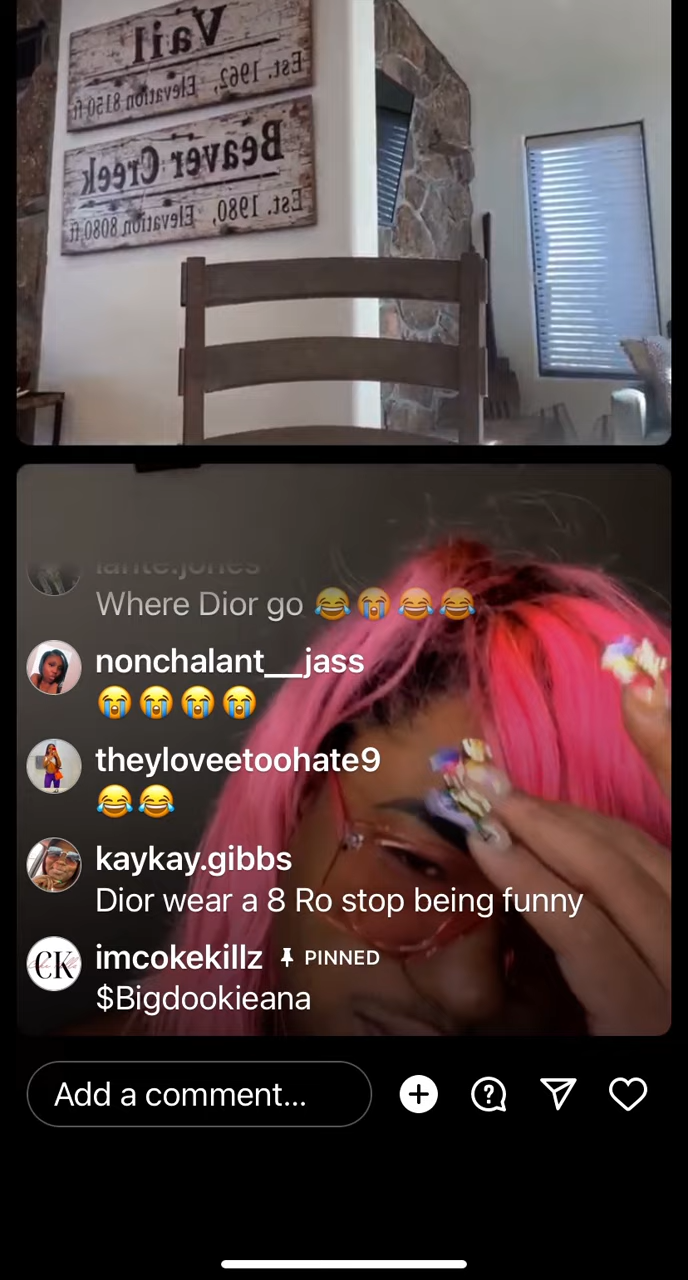 Vail
Est. 1962, Elevation 8150 ft
Beaver Creek
Est. 1980, Elevation 8080 ft
Where Dior go 😂😭😂😂
nonchalant__jass
😭😭😭😭
theyloveetoohate9
😂😂
kaykay.gibbs
Dior wear a 8 Ro stop being funny
CK
imcokekillz 📌 PINNED
$Bigdookieana
Add a comment...